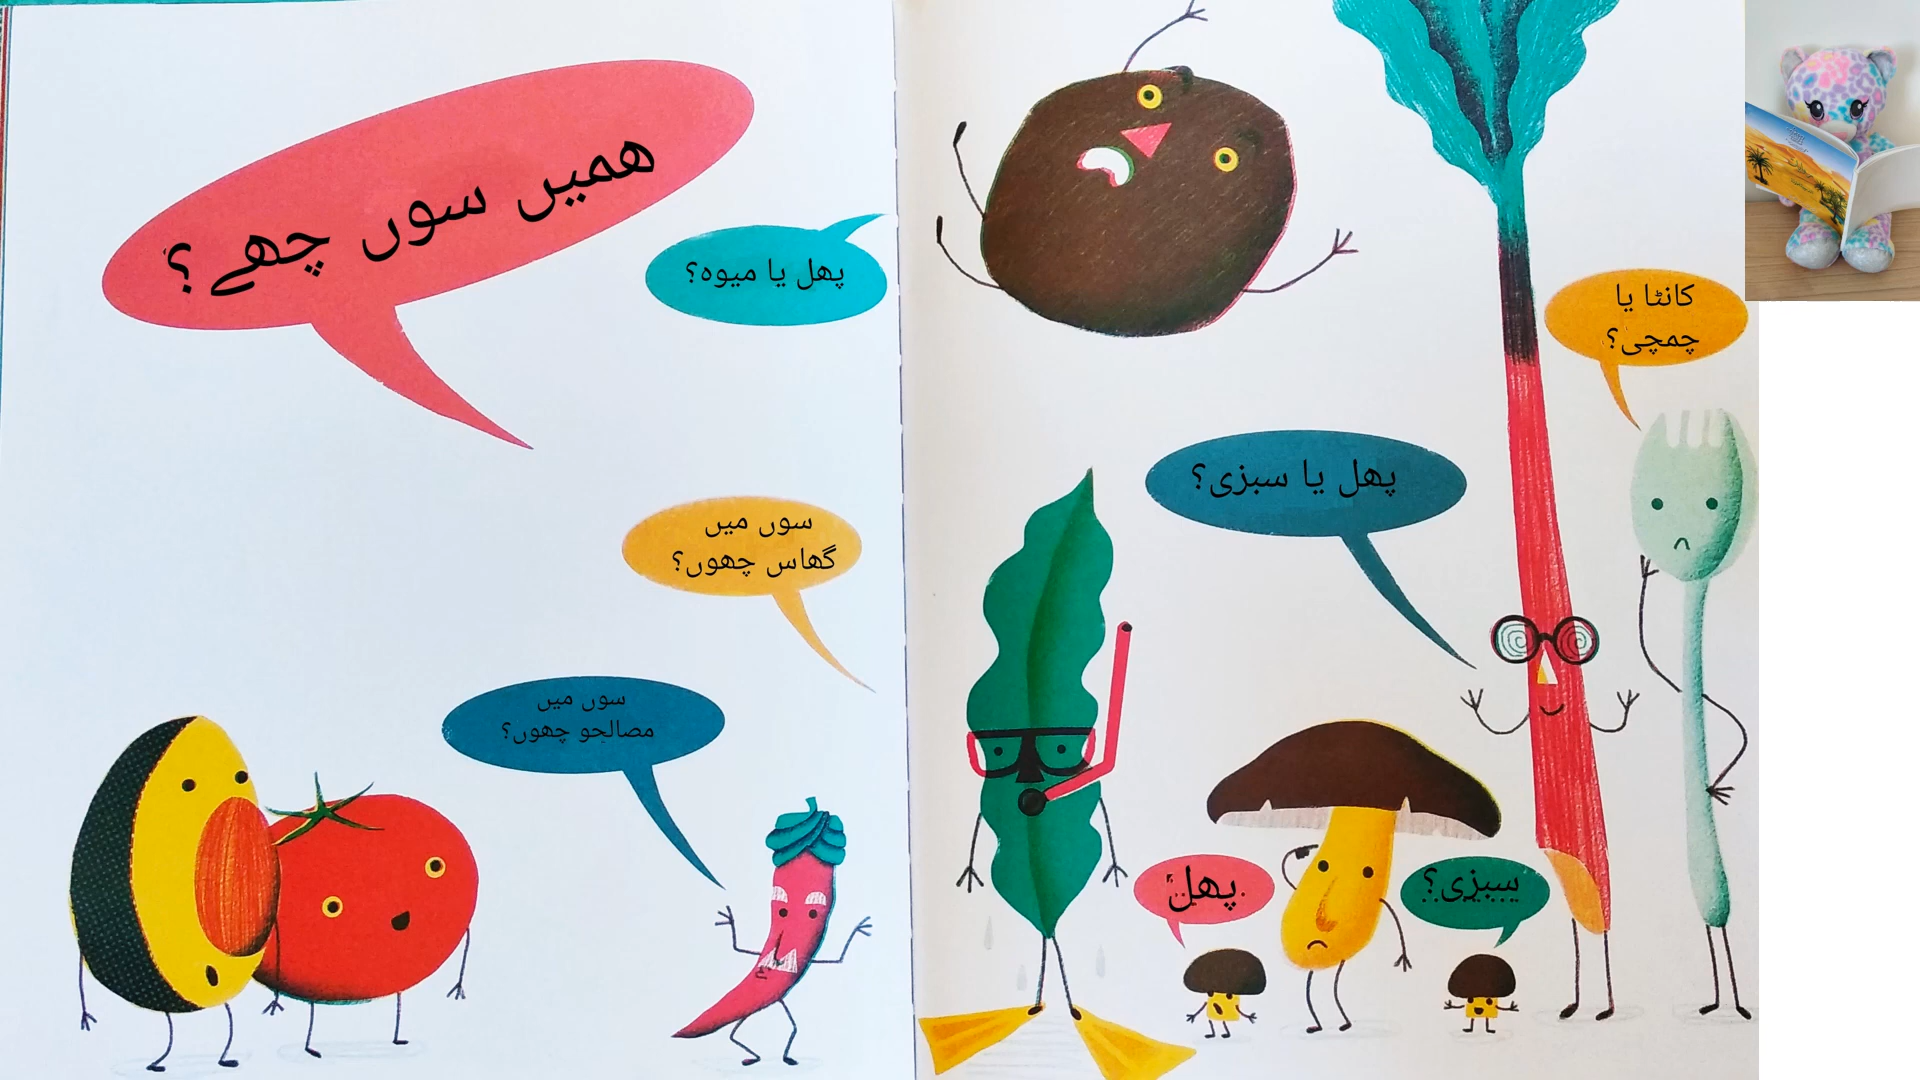 ھمیں سوں چھے؟
پھل یا میوہ؟
سوں میں
گھاس چھوں؟
سوں میں
مصالحو چھوں؟
کانٹا یا
چمچی؟
پھل یا سبزی؟
پھل
سبزی؟